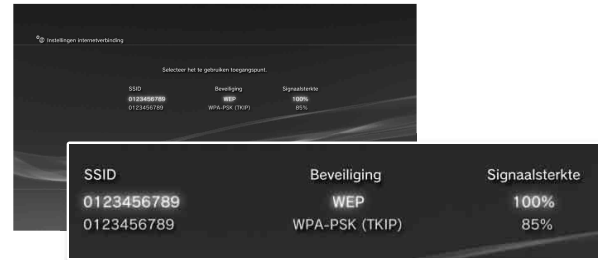 Instellingen internetverbinding
Selecteer het te gebruiken toegangspunt.
SSID Beveiliging Signaalsterkte
0123456789 WEP 100%
0123456789 WPA-PSK (TKIP) 85%
SSID Beveiliging Signaalsterkte
0123456789 WEP 100%
0123456789 WPA-PSK (TKIP) 85%